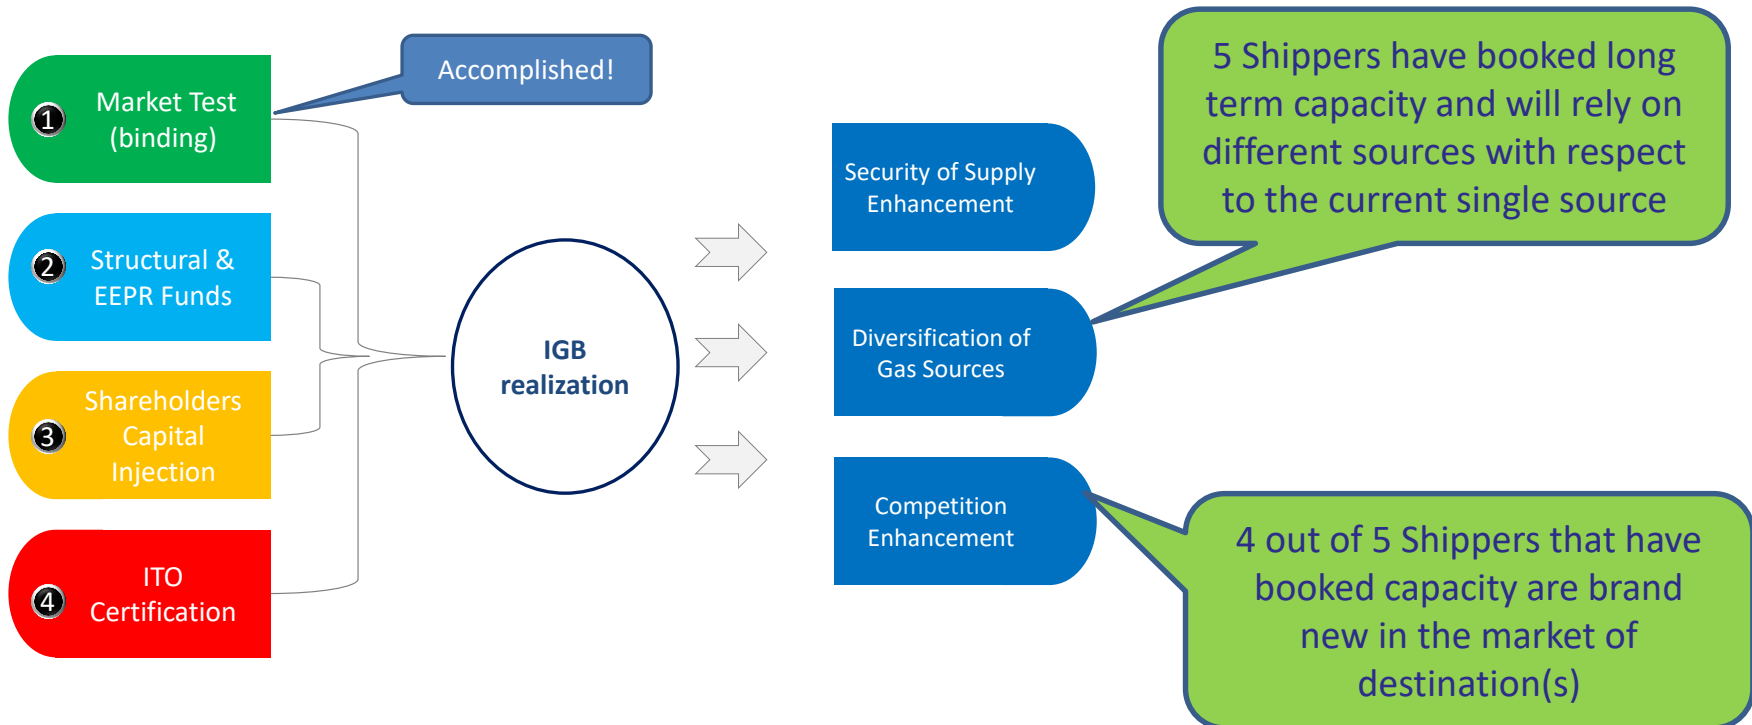 1
Market Test
(binding)
Accomplished!
2
Structural &
EEPR Funds
3
Shareholders
Capital
Injection
4
ITO
Certification
IGB
realization
Security of Supply
Enhancement
Diversification of
Gas Sources
Competition
Enhancement
5 Shippers have booked long
term capacity and will rely on
different sources with respect
to the current single source
4 out of 5 Shippers that have
booked capacity are brand
new in the market of
destination(s)